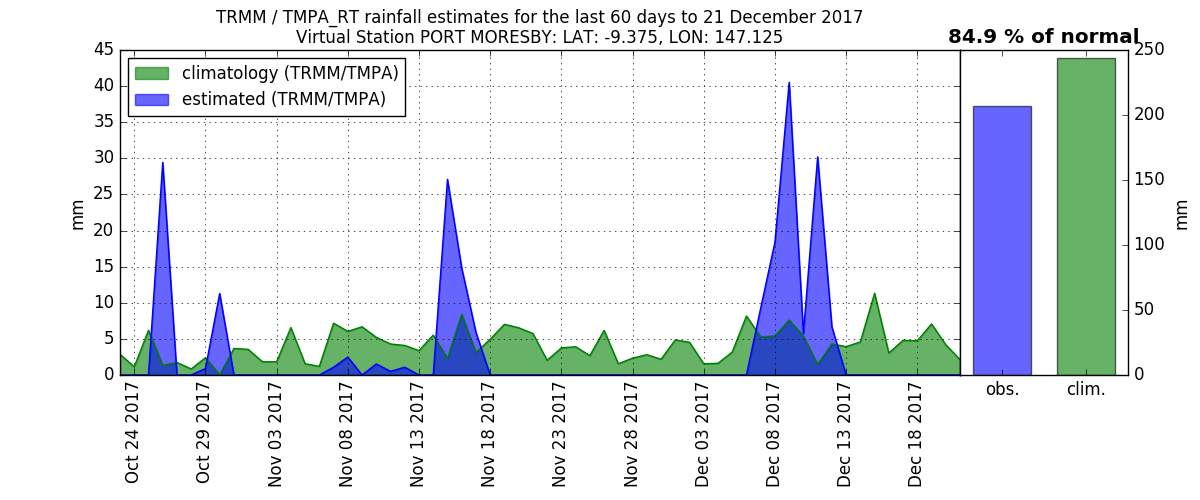 TRMM / TMPA_RT rainfall estimates for the last 60 days to 21 December 2017
Virtual Station PORT MORESBY: LAT: -9.375, LON: 147.125
84.9 % of normal
climatology (TRMM/TMPA)
estimated (TRMM/TMPA)
mm
45
40
35
30
25
20
15
10
5
0
Oct 24 2017
Oct 29 2017
Nov 03 2017
Nov 08 2017
Nov 13 2017
Nov 18 2017
Nov 23 2017
Nov 28 2017
Dec 03 2017
Dec 08 2017
Dec 13 2017
Dec 18 2017
250
200
150
100
50
0
mm
obs.
clim.